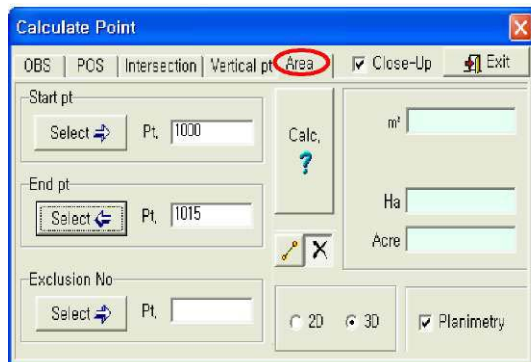 Calculate Point
OBS POS Intersection Vertical pt Area Close-Up Exit
Start pt
Select Pt, 1000
End pt
Select Pt, 1015
Exclusion No
Select Pt,
Calc,
?
m²
Ha
Acre
2D 3D
Planimetry